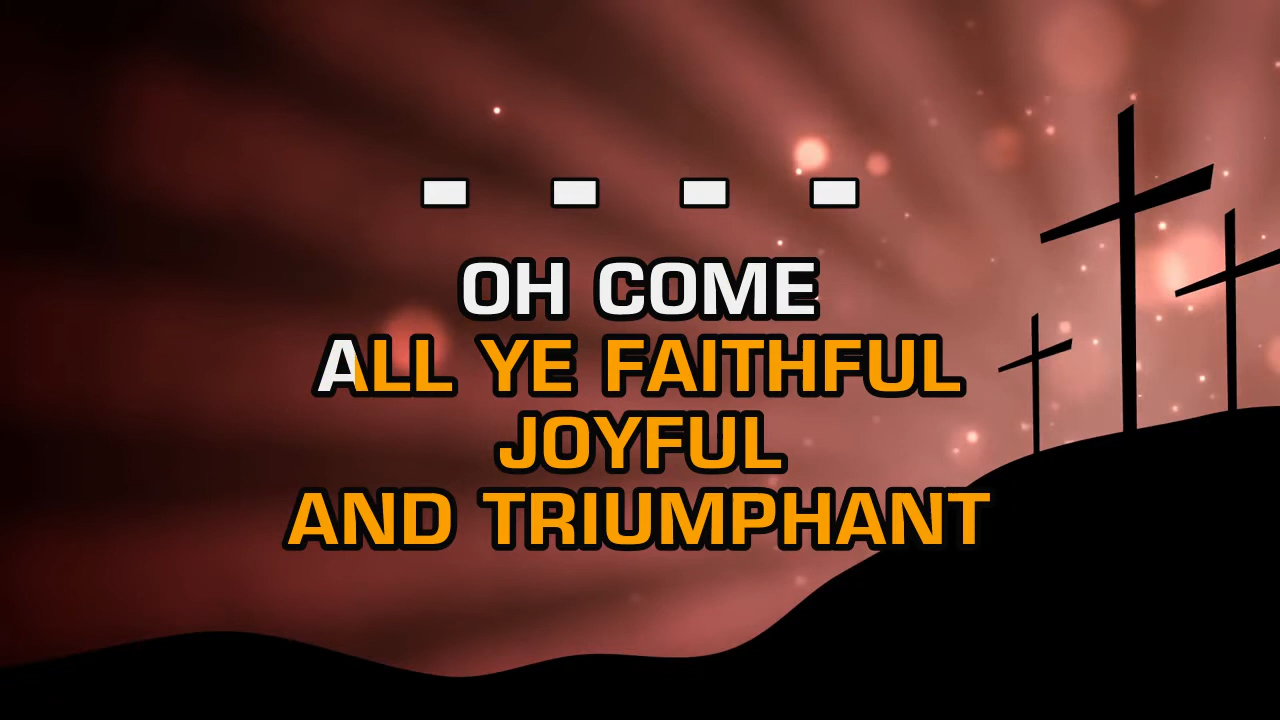 - - - -
OH COME
ALL YE FAITHFUL
JOYFUL
AND TRIUMPHANT